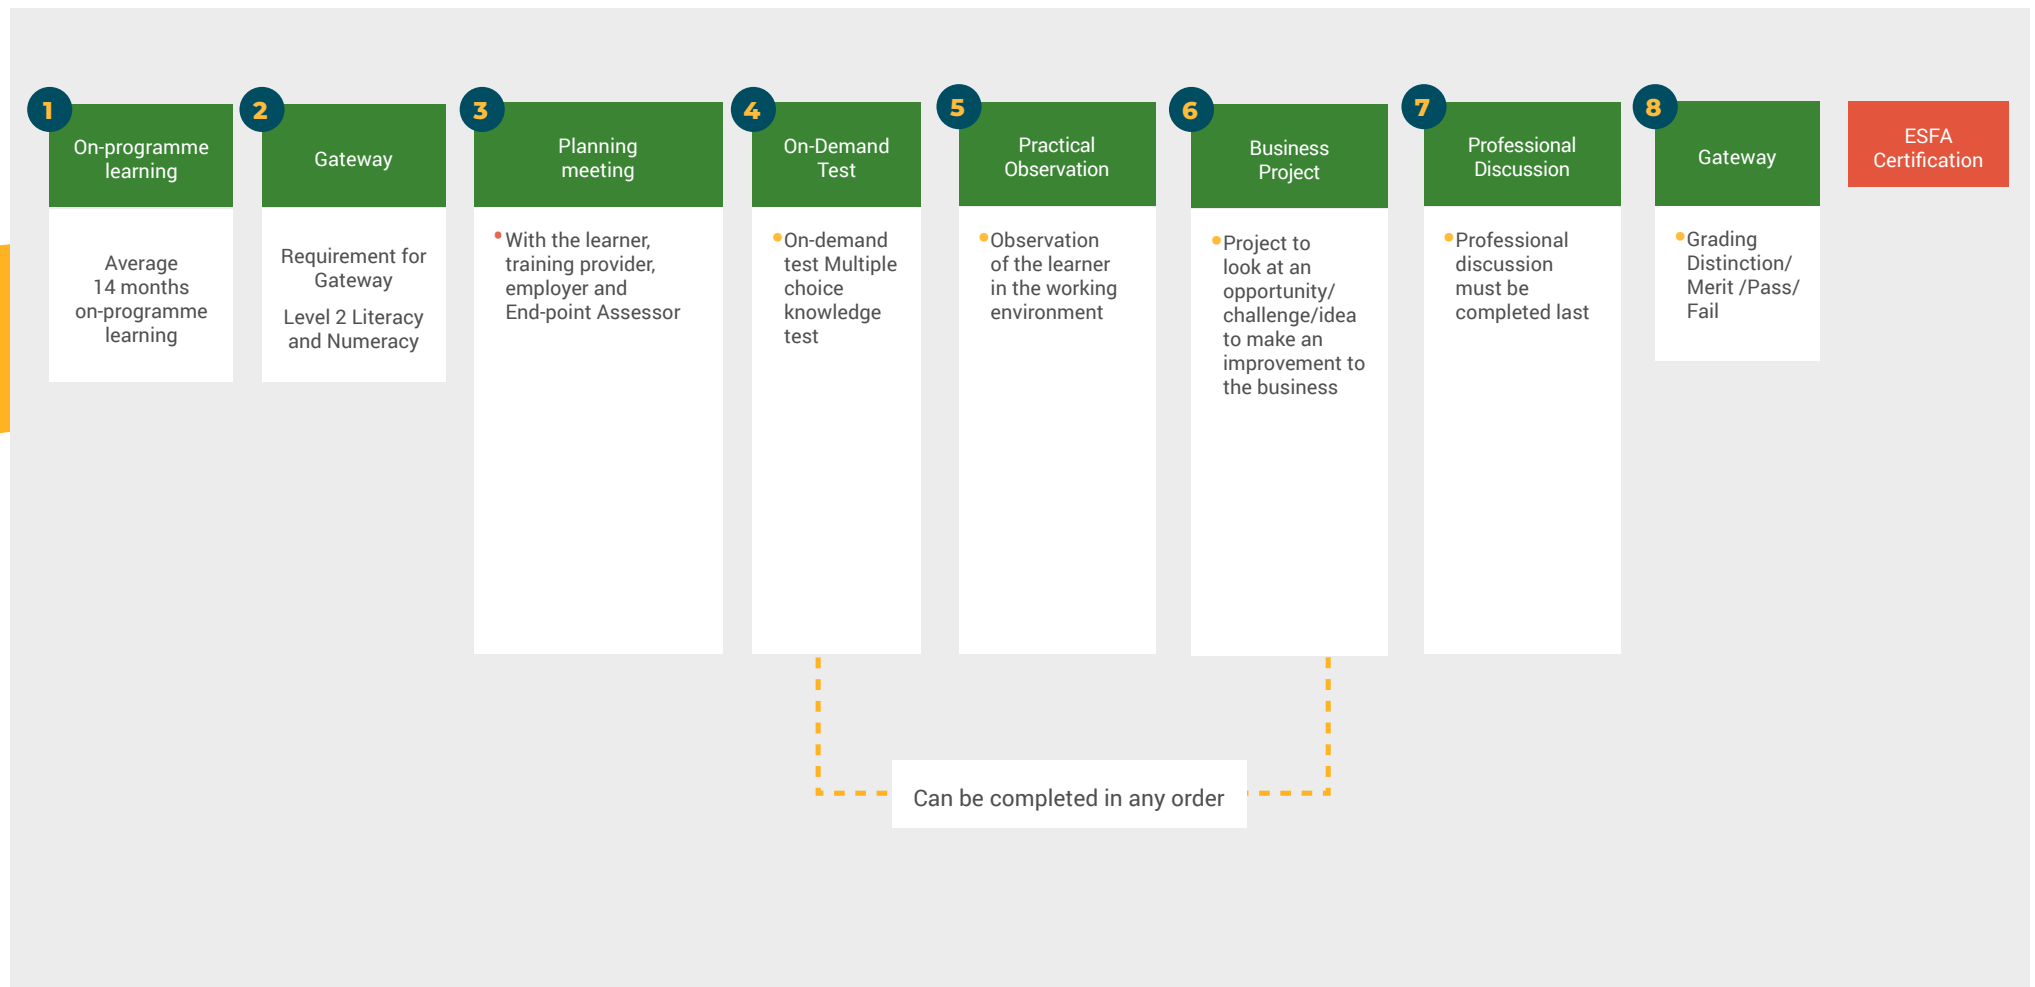 1
On-programme
learning
Average
14 months
on-programme
learning
2
Gateway
Requirement for
Gateway
Level 2 Literacy
and Numeracy
3
Planning
meeting
•With the learner,
training provider,
employer and
End-point Assessor
4
On-Demand
Test
•On-demand
test Multiple
choice
knowledge
test
5
Practical
Observation
•Observation
of the learner
in the working
environment
6
Business
Project
•Project to
look at an
opportunity/
challenge/idea
to make an
improvement to
the business
7
Professional
Discussion
•Professional
discussion
must be
completed last
8
Gateway
•Grading
Distinction/
Merit /Pass/
Fail
ESFA
Certification
Can be completed in any order